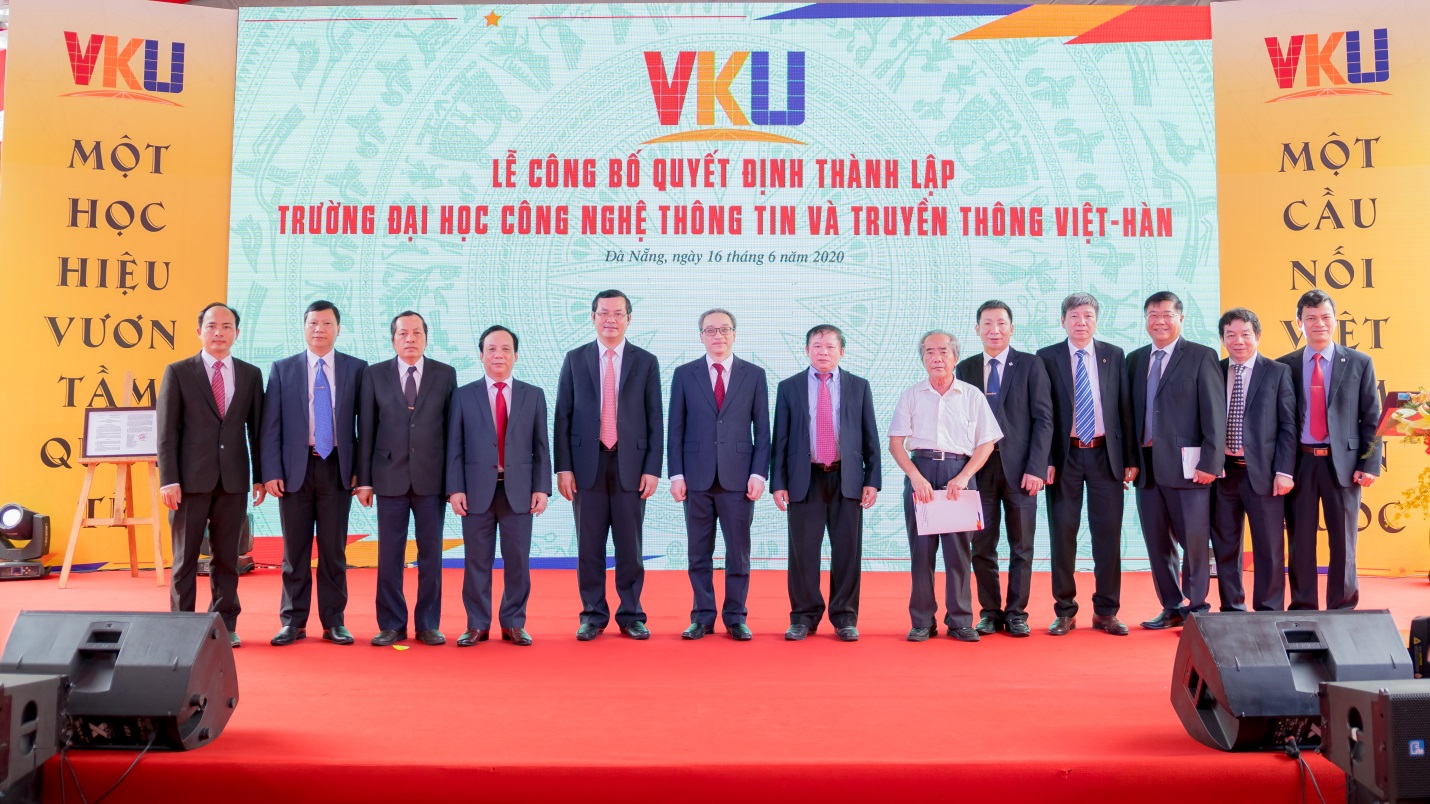 VKU
MỘT
HỌC
HIỆU
VƯƠN
TẦM
VKU
LỄ CÔNG BỐ QUYẾT ĐỊNH THÀNH LẬP
TRƯỜNG ĐẠI HỌC CÔNG NGHỆ THÔNG TIN VÀ TRUYỀN THÔNG VIỆT-HÀN
Đà Nẵng, ngày 16 tháng 6 năm 2020
VKU
MỘT
CẦU
NỐI
VIỆT